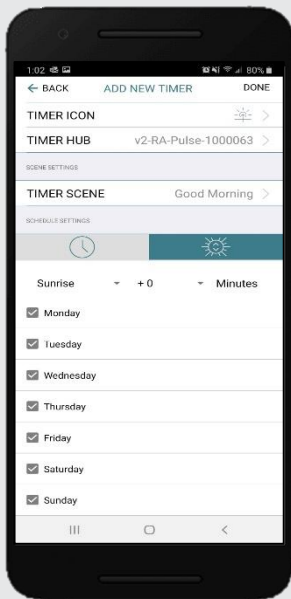 1:02 80%
← BACK ADD NEW TIMER DONE
TIMER ICON >
TIMER HUB v2-RA-Pulse-1000063 >
SCENE SETTINGS
TIMER SCENE Good Morning >
SCHEDULE SETTINGS
Sunrise + 0 Minutes
Monday
Tuesday
Wednesday
Thursday
Friday
Saturday
Sunday